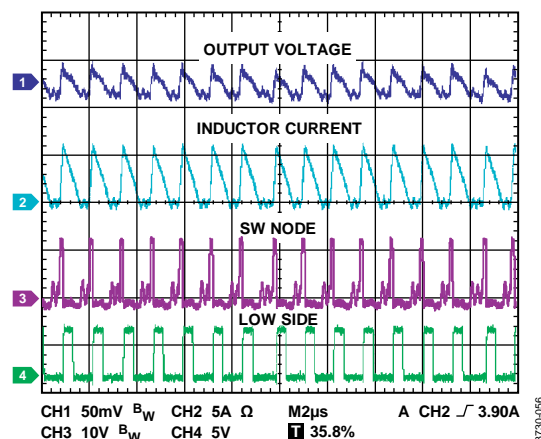 OUTPUT VOLTAGE
1
INDUCTOR CURRENT
2
SW NODE
3
LOW SIDE
4
CH1 50mV BW CH2 5A Ω M2µs A CH2 3.90A
CH3 10V BW CH4 5V T 35.8%